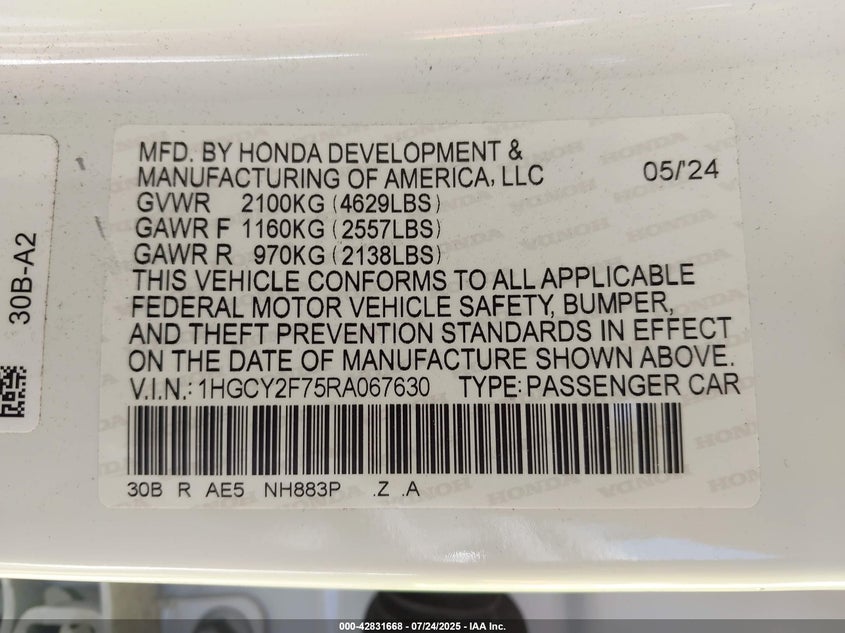 MFD. BY HONDA DEVELOPMENT &
MANUFACTURING OF AMERICA, LLC 05/'24
GVWR 2100KG (4629LBS)
GAWR F 1160KG (2557LBS)
GAWR R 970KG (2138LBS)
THIS VEHICLE CONFORMS TO ALL APPLICABLE
FEDERAL MOTOR VEHICLE SAFETY, BUMPER,
AND THEFT PREVENTION STANDARDS IN EFFECT
ON THE DATE OF MANUFACTURE SHOWN ABOVE.
V.I.N.: 1HGCY2F75RA067630 TYPE: PASSENGER CAR
30B R AE5 NH883P .Z .A
30B-A2
000-42831668 - 07/24/2025 - IAA Inc.